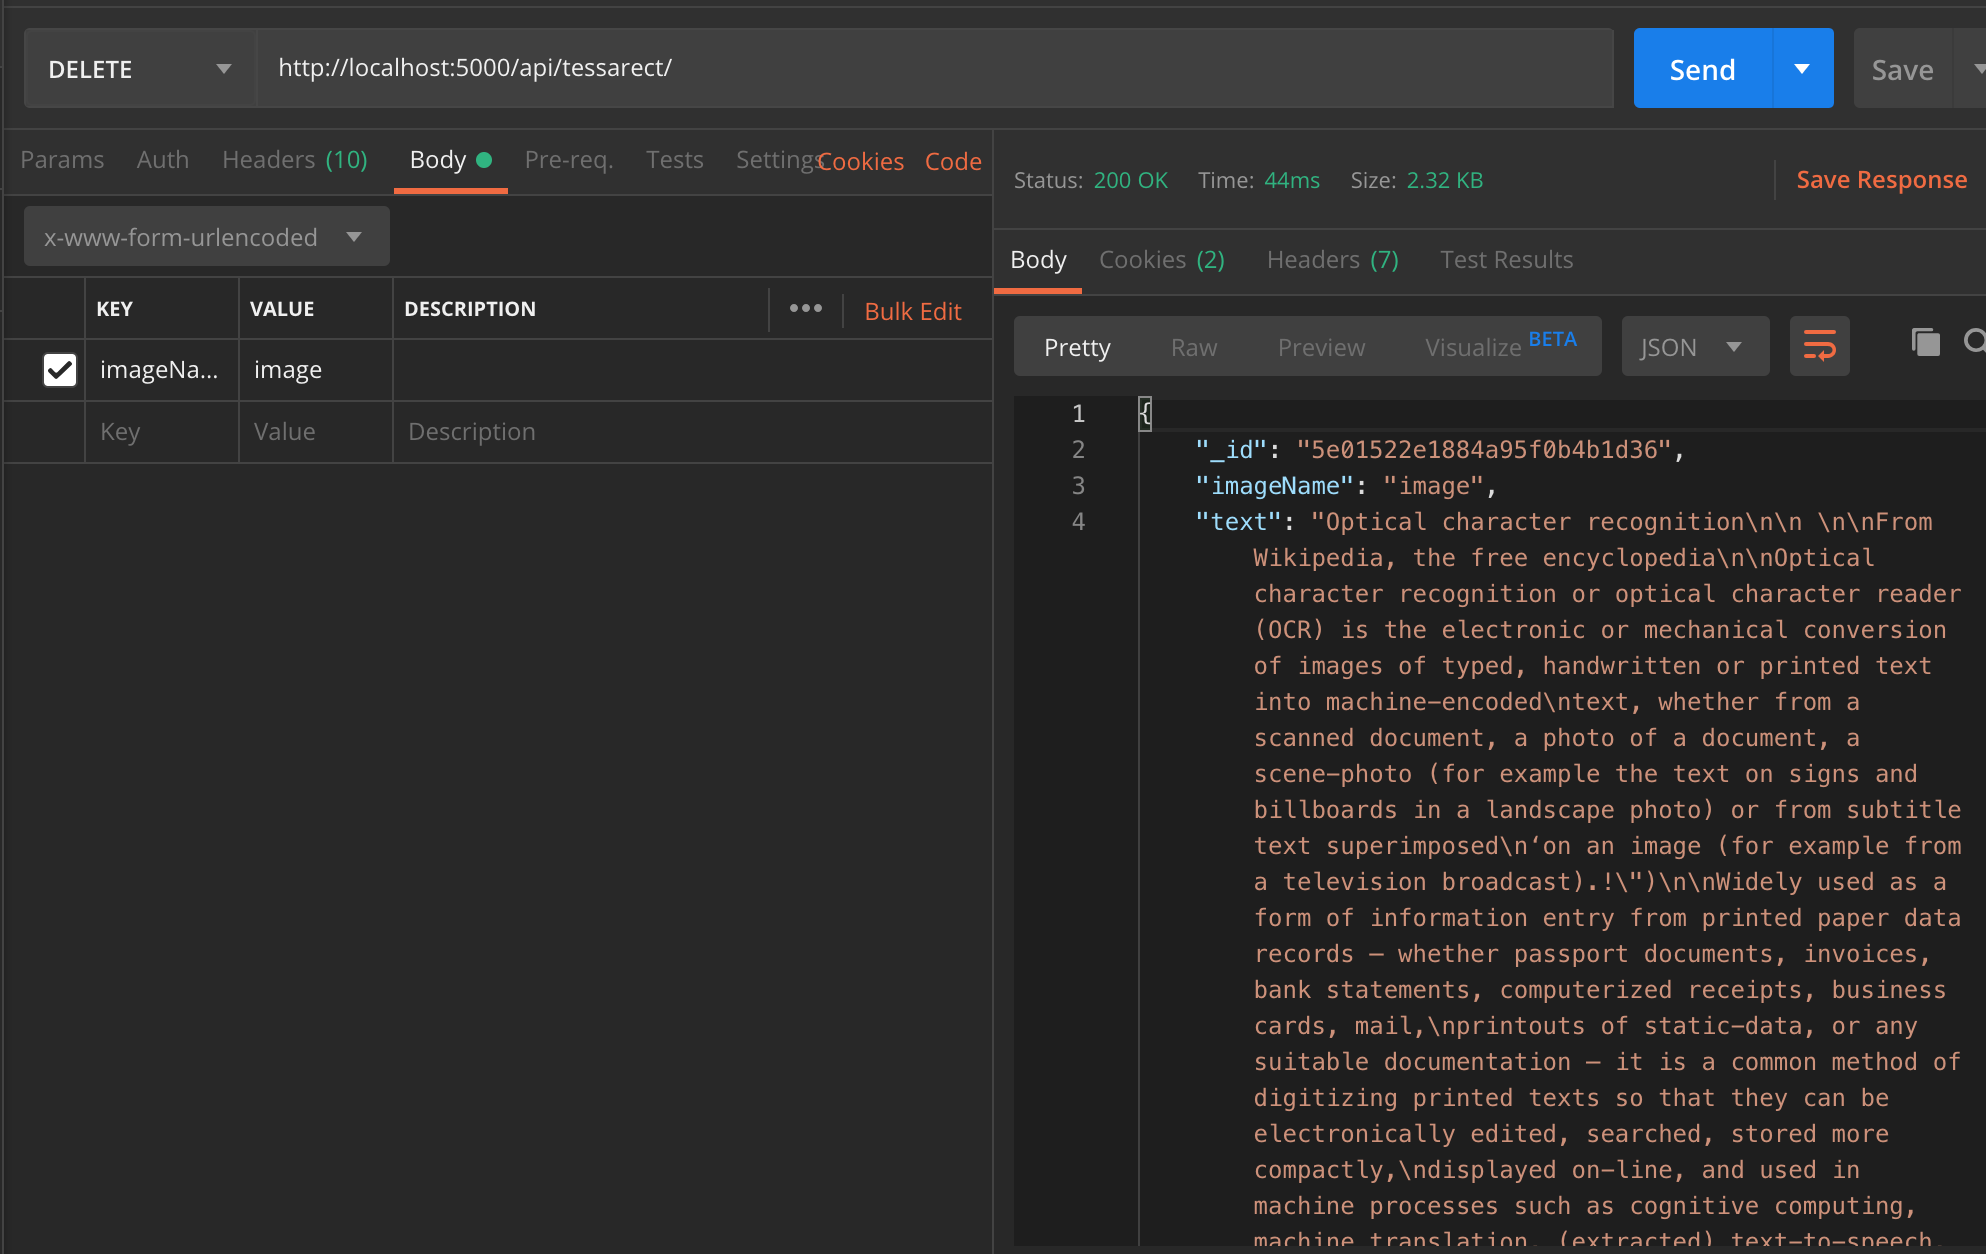 DELETE
http://localhost:5000/api/tessarect/
Send
Save
Params Auth Headers (10) Body Pre-req. Tests Settings Cookies Code
x-www-form-urlencoded
KEY VALUE DESCRIPTION ••• Bulk Edit
imageNa... image
Key Value Description
Status: 200 OK Time: 44ms Size: 2.32 KB Save Response
Body Cookies (2) Headers (7) Test Results
Pretty Raw Preview Visualize BETA JSON
1 {
2 "_id": "5e01522e1884a95f0b4b1d36",
3 "imageName": "image",
4 "text": "Optical character recognition\n\n \n\nFrom
Wikipedia, the free encyclopedia\n\nOptical
character recognition or optical character reader
(OCR) is the electronic or mechanical conversion
of images of typed, handwritten or printed text
into machine-encoded\ntext, whether from a
scanned document, a photo of a document, a
scene-photo (for example the text on signs and
billboards in a landscape photo) or from subtitle
text superimposed\n‘on an image (for example from
a television broadcast).!\")\n\nWidely used as a
form of information entry from printed paper data
records — whether passport documents, invoices,
bank statements, computerized receipts, business
cards, mail,\nprintouts of static-data, or any
suitable documentation — it is a common method of
digitizing printed texts so that they can be
electronically edited, searched, stored more
compactly,\ndisplayed on-line, and used in
machine processes such as cognitive computing,
machine translation, (extracted) text-to-speech,